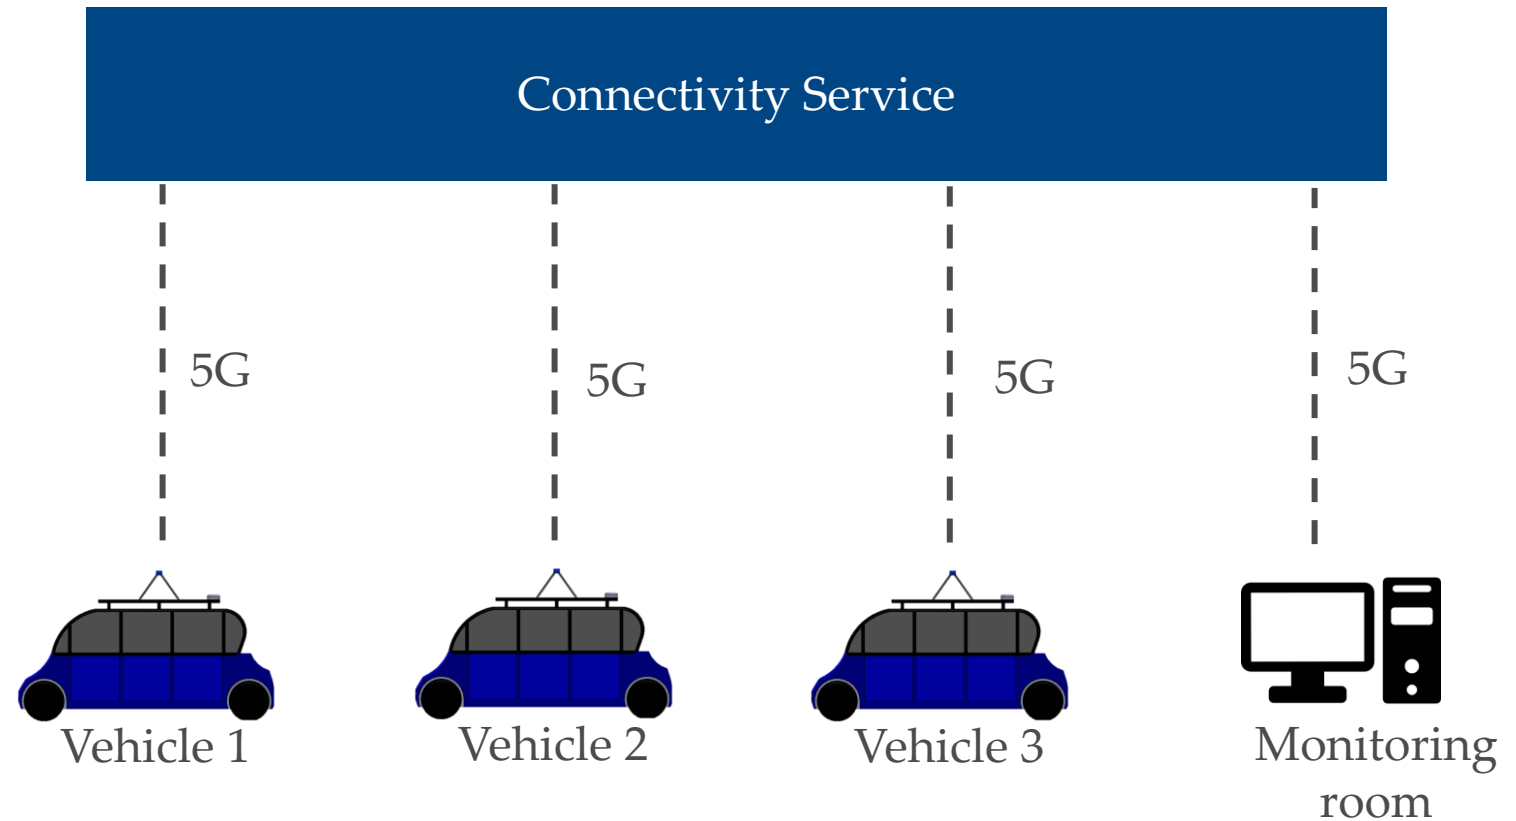 Connectivity Service
5G
5G
5G
5G
Vehicle 1
Vehicle 2
Vehicle 3
Monitoring
room